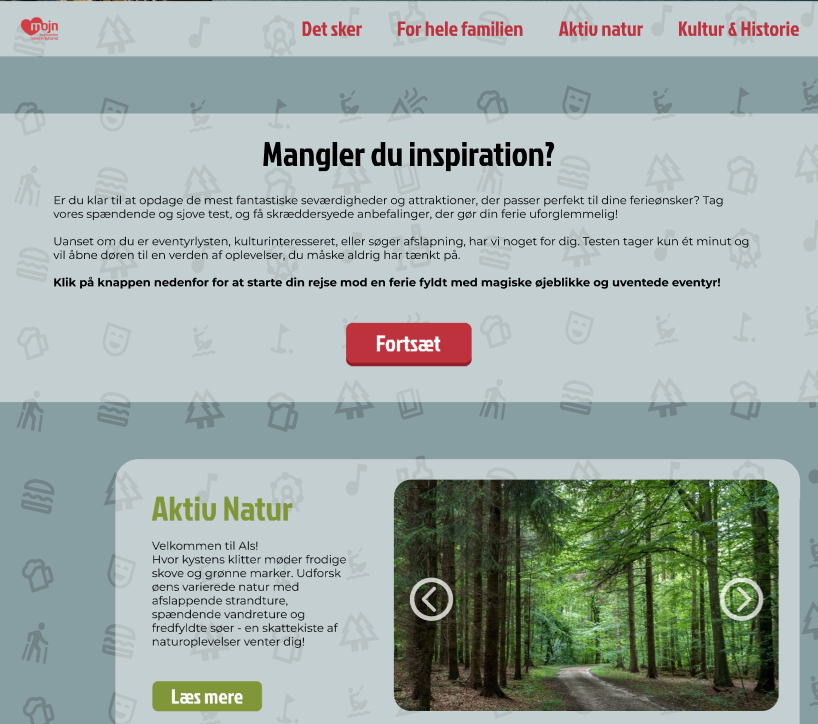 mojn
Det sker
For hele familien
Aktiv natur
Kultur & Historie
Mangler du inspiration?
Er du klar til at opdage de mest fantastiske seværdigheder og attraktioner, der passer perfekt til dine ferieønsker? Tag
vores spændende og sjove test, og få skræddersyede anbefalinger, der gør din ferie uforglemmelig!
Uanset om du er eventyrlysten, kulturinteresseret, eller søger afslapning, har vi noget for dig. Testen tager kun ét minut og
vil åbne døren til en verden af oplevelser, du måske aldrig har tænkt på.
Klik på knappen nedenfor for at starte din rejse mod en ferie fyldt med magiske øjeblikke og uventede eventyr!
Fortsæt
Aktiv Natur
Velkommen til Als!
Hvor kystens klitter møder frodige
skove og grønne marker. Udforsk
øens varierede natur med
afslappende strandture,
spændende vandreture og
fredfyldte søer - en skattekiste af
naturoplevelser venter dig!
Læs mere